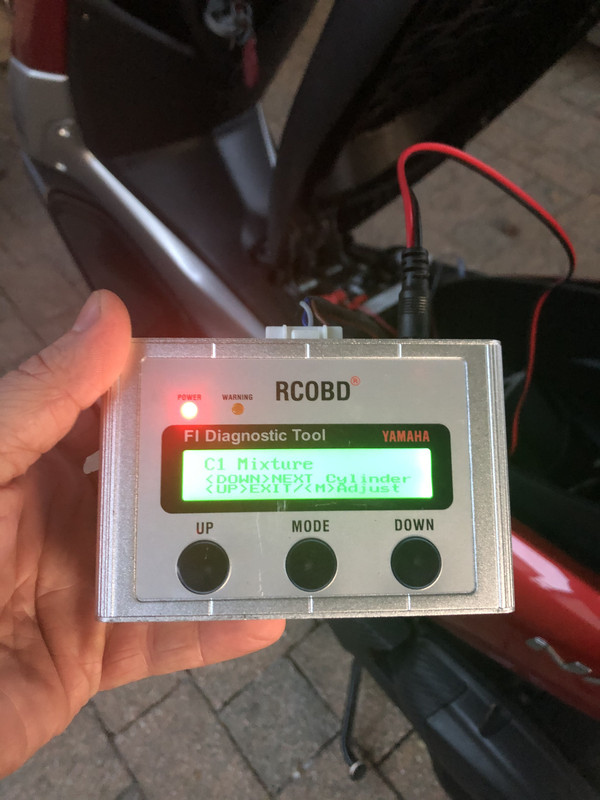 RCOBD®
POWER WARNING
FI Diagnostic Tool YAMAHA
C1 Mixture
<DOWN>NEXT Cylinder
<UP>EXIT/<M>Adjust
UP MODE DOWN